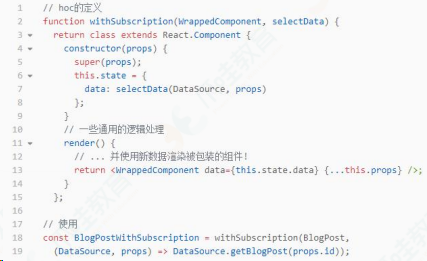 1 // hoc的定义
2 function withSubscription(WrappedComponent, selectData) {
3 return class extends React.Component {
4 constructor(props) {
5 super(props);
6 this.state = {
7 data: selectData(DataSource, props)
8 };
9 }
10 // 一些通用的逻辑处理
11 render() {
12 // ... 并使用新数据渲染被包装的组件!
13 return <WrappedComponent data={this.state.data} {...this.props} />;
14 }
15 };
16
17 // 使用
18 const BlogPostWithSubscription = withSubscription(BlogPost,
19 (DataSource, props) => DataSource.getBlogPost(props.id));